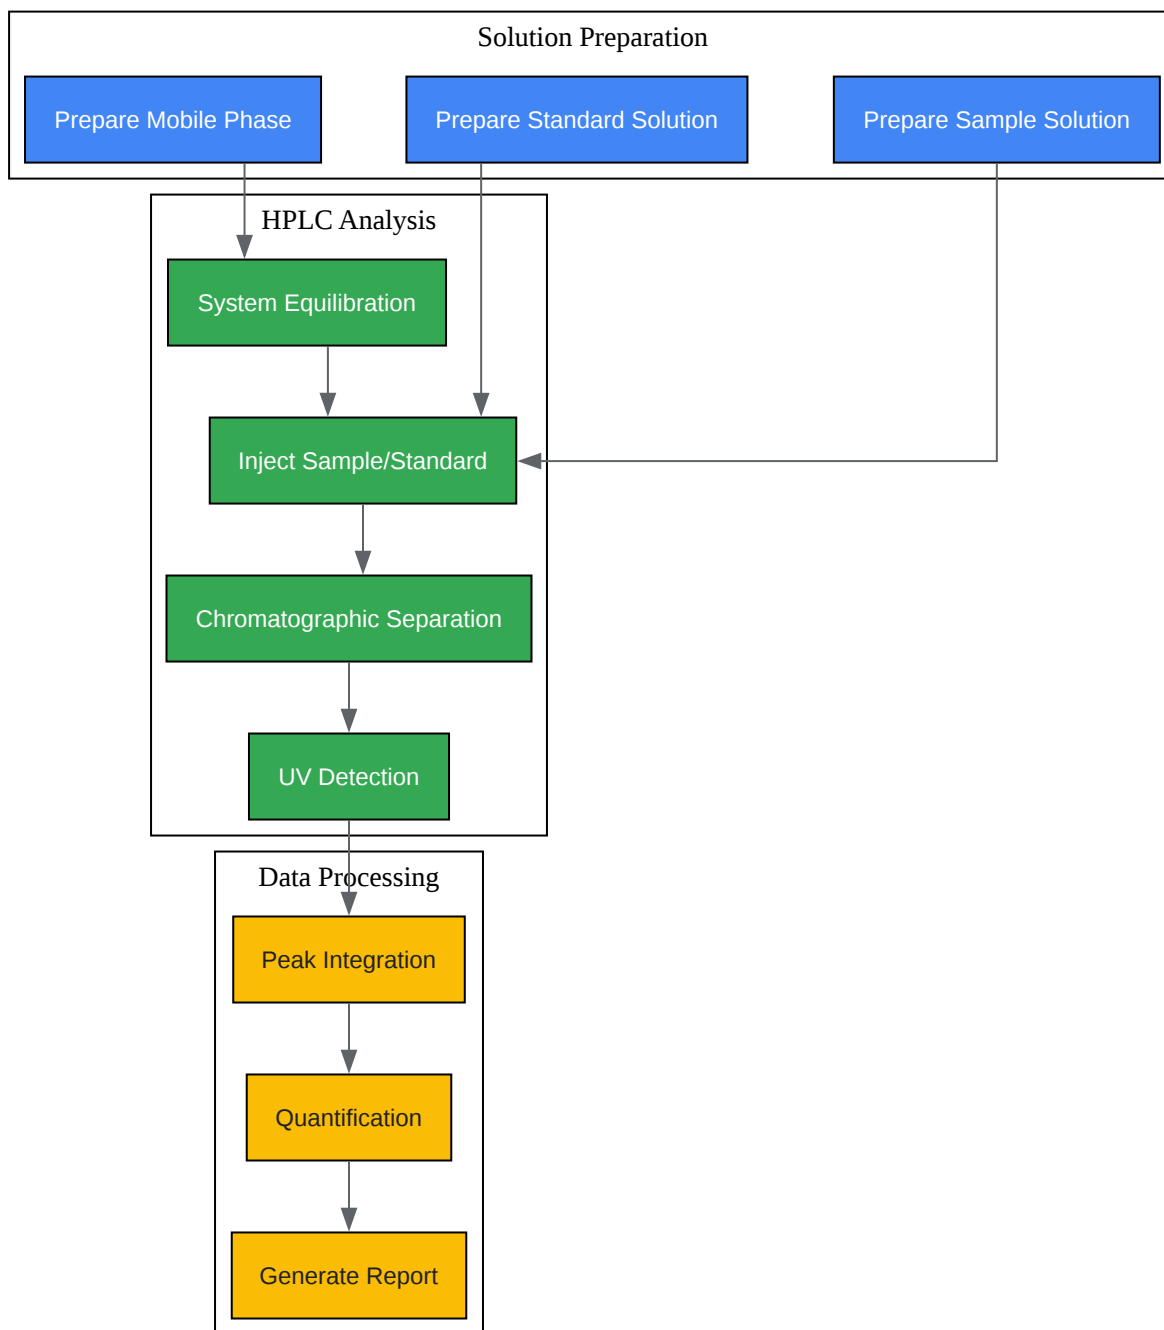 Solution Preparation
Prepare Mobile Phase
Prepare Standard Solution
Prepare Sample Solution
HPLC Analysis
System Equilibration
Inject Sample/Standard
Chromatographic Separation
UV Detection
Data Processing
Peak Integration
Quantification
Generate Report